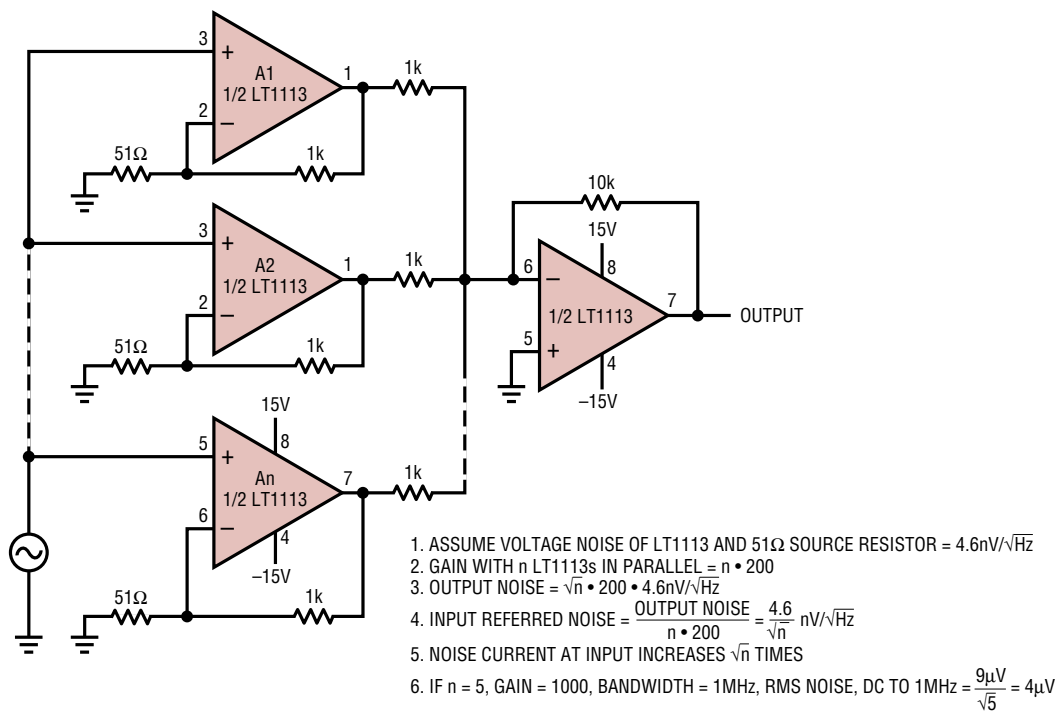 3
+
A1
1/2 LT1113
1
1k
2
–
51Ω
1k
3
+
A2
1/2 LT1113
1
1k
2
–
51Ω
1k
10k
15V
8
6
–
1/2 LT1113
7
OUTPUT
5
+
4
–15V
15V
8
5
+
An
1/2 LT1113
7
1k
6
–
4
–15V
51Ω
1k
1. ASSUME VOLTAGE NOISE OF LT1113 AND 51Ω SOURCE RESISTOR = 4.6nV/√Hz
2. GAIN WITH n LT1113s IN PARALLEL = n • 200
3. OUTPUT NOISE = √n • 200 • 4.6nV/√Hz
4. INPUT REFERRED NOISE = OUTPUT NOISE / n • 200 = 4.6 / √n nV/√Hz
5. NOISE CURRENT AT INPUT INCREASES √n TIMES
6. IF n = 5, GAIN = 1000, BANDWIDTH = 1MHz, RMS NOISE, DC TO 1MHz = 9µV / √5 = 4µV